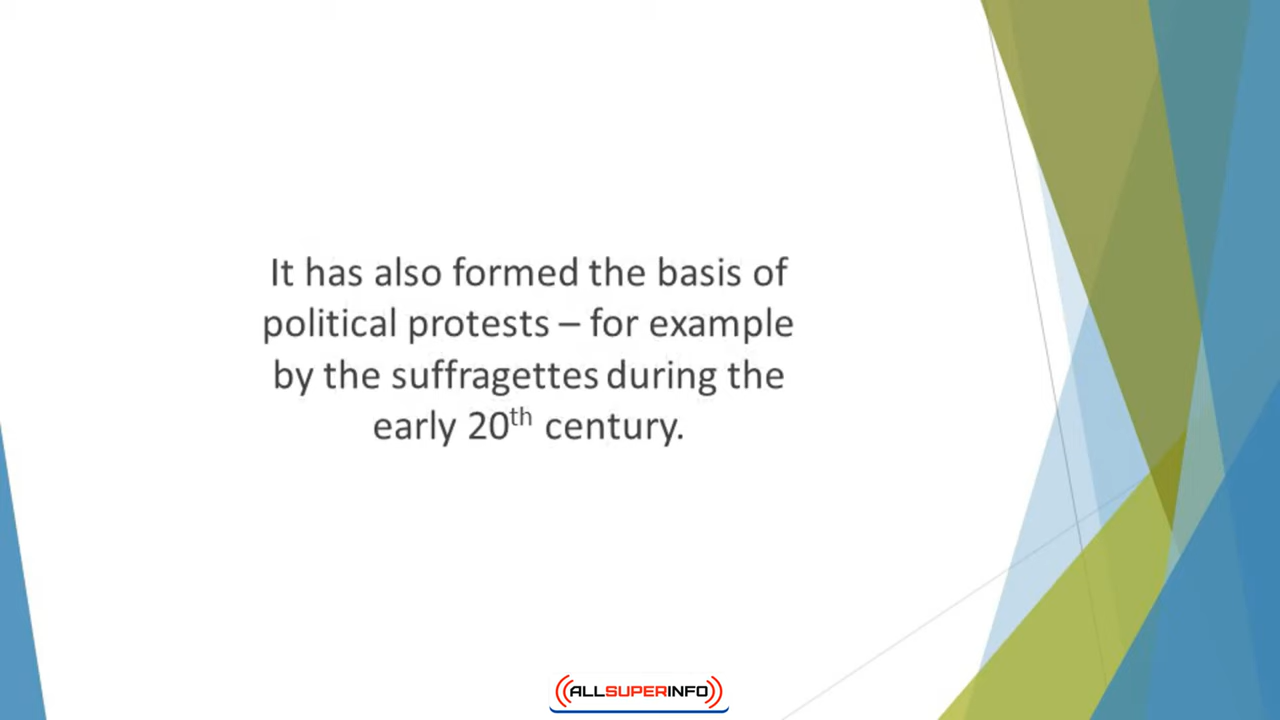 It has also formed the basis of
political protests – for example
by the suffragettes during the
early 20th century.
ALLSUPERINFO